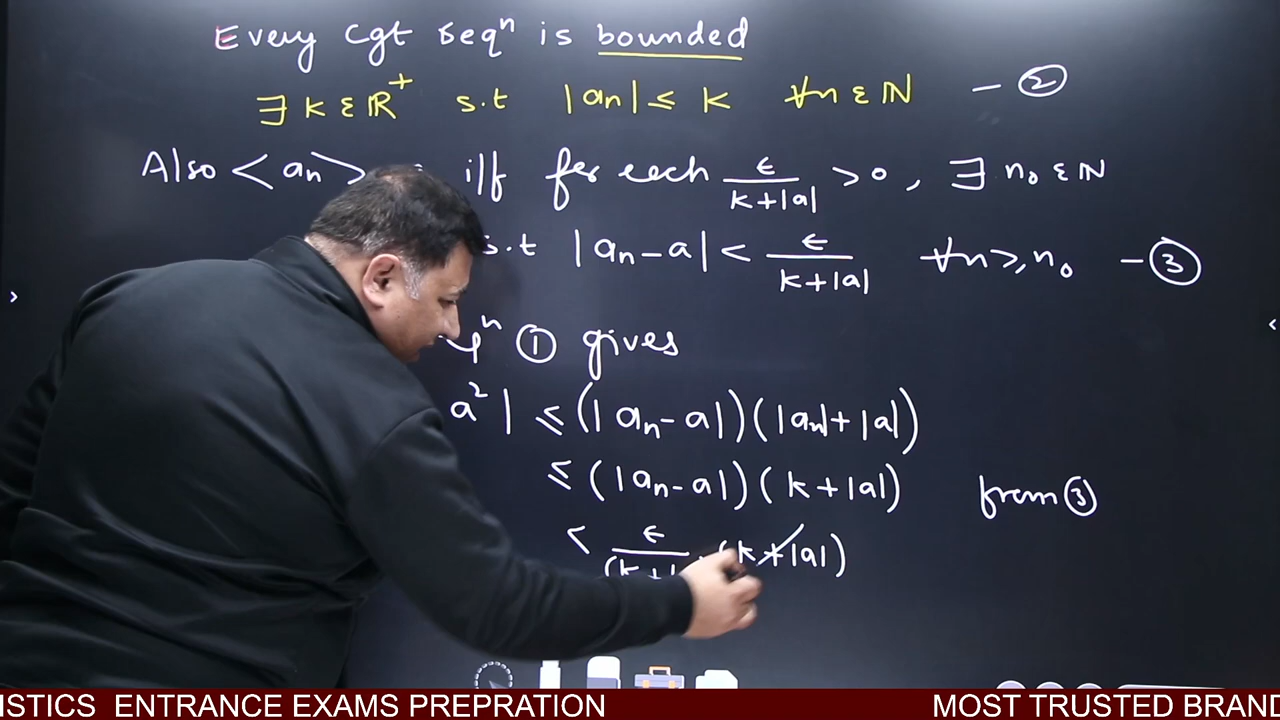 Every Cgt Seqⁿ is bounded
∃ K ε ℝ⁺ s.t |an| ≤ K ∀n ε ℕ — ②
Also < an > iff for each ε/(K+|a|) > 0, ∃ n₀ ε ℕ
s.t |an-a| < ε/(K+|a|) ∀n ≥ n₀ — ③
① gives
a² | ≤ (|an-a|)(|an|+|a|)
≤ (|an-a|)(K+|a|) from ③
< ε/(K+ (K+|a|)
ISTICS ENTRANCE EXAMS PREPRATION MOST TRUSTED BRAND